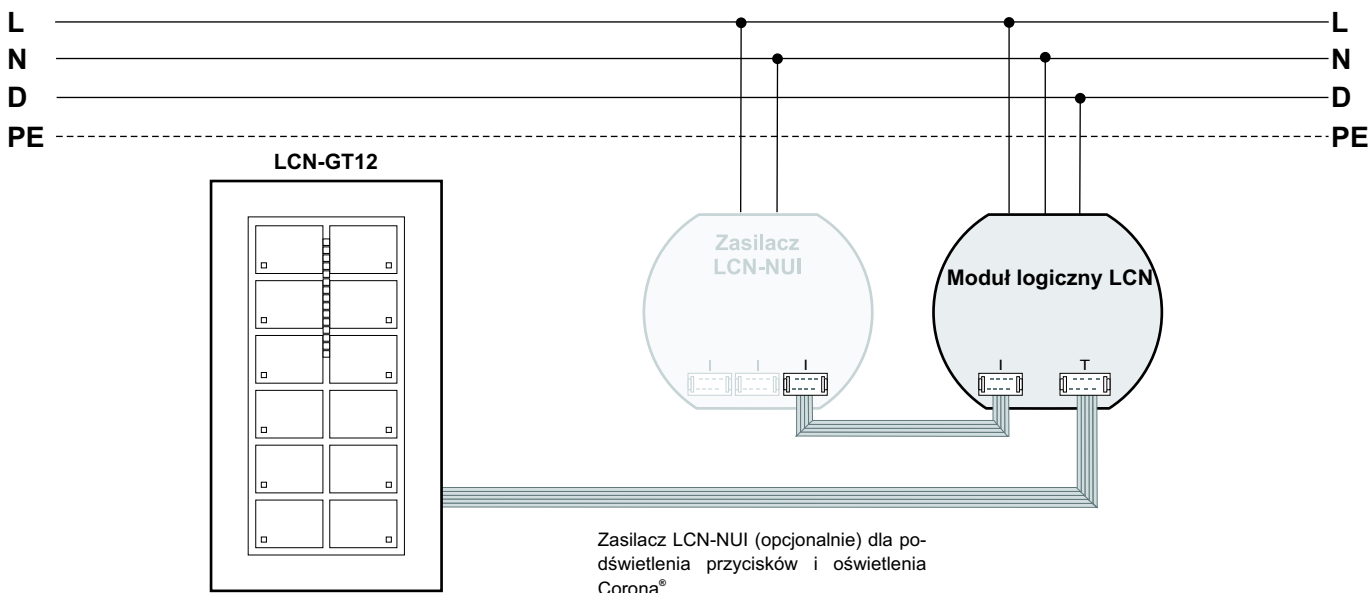 L L
N N
D D
PE PE
LCN-GT12
Zasilacz
LCN-NUI
Moduł logiczny LCN
I I I
I T
Zasilacz LCN-NUI (opcjonalnie) dla po-
dświetlenia przycisków i oświetlenia
Corona®